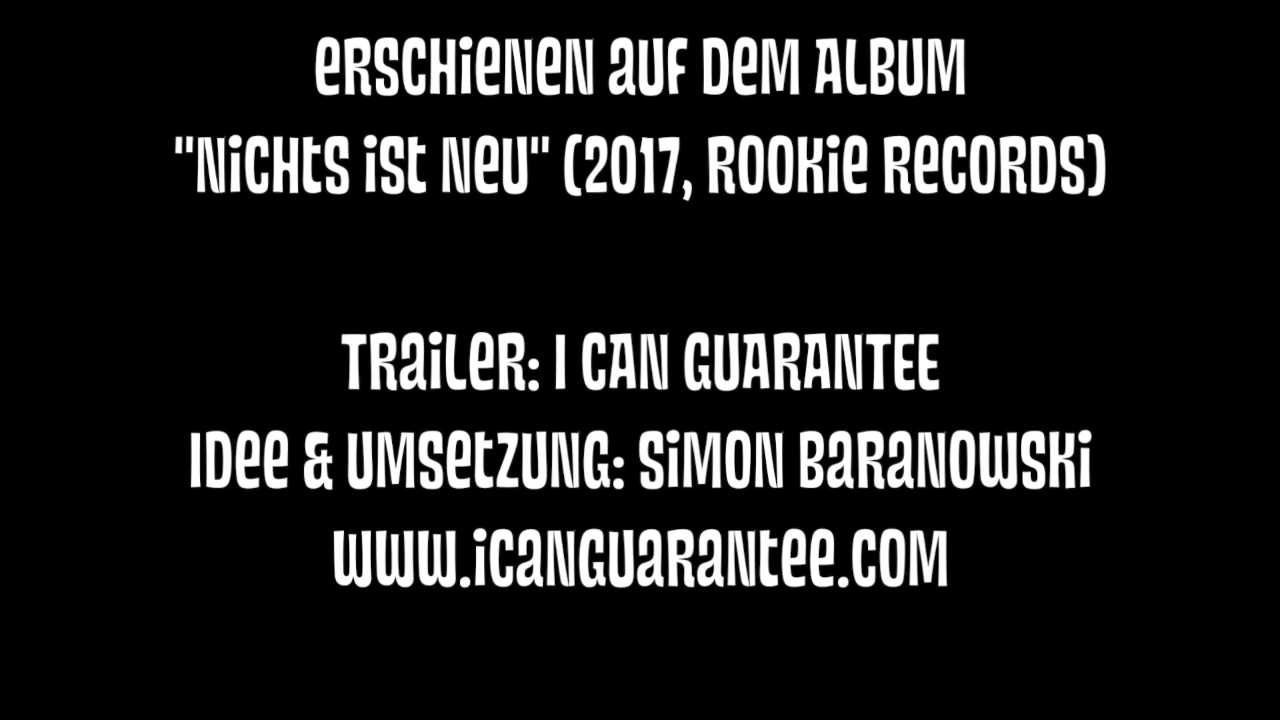 erschienen auf dem Album
"Nichts ist neu" (2017, Rookie Records)
Trailer: I CAN GUARANTEE
Idee & Umsetzung: Simon Baranowski
www.icanguarantee.com